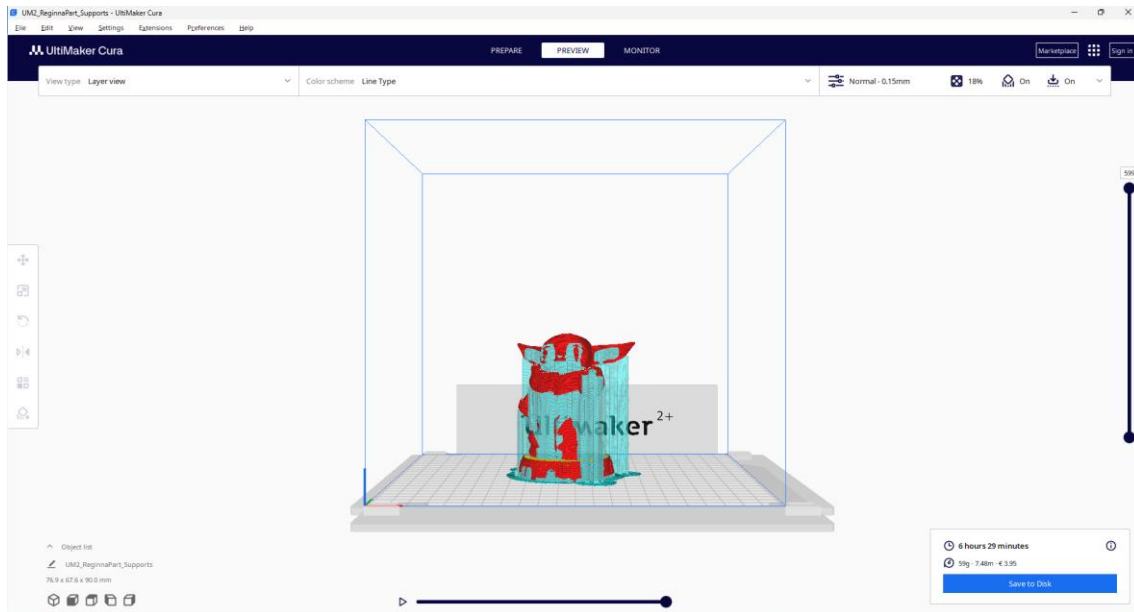 UM2_ReginnaPart_Supports - UltiMaker Cura
File Edit View Settings Extensions Preferences Help
UltiMaker Cura PREPARE PREVIEW MONITOR Marketplace Sign in
View type Layer view Color scheme Line Type Normal - 0.15mm 18% On On
599
Ultimaker 2+
Object list
UM2_ReginnaPart_Supports
76.9 x 67.6 x 90.0 mm
6 hours 29 minutes
59g · 7.48m · € 3.95
Save to Disk